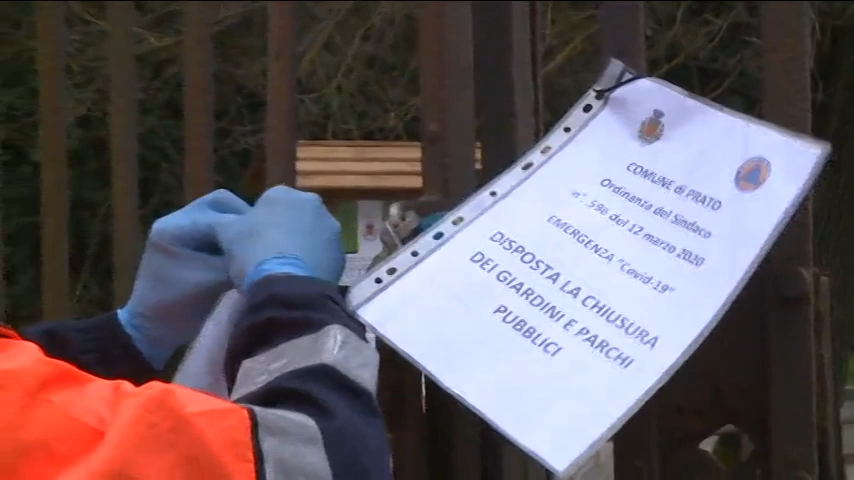 COMUNE di PRATO
Ordinanza del Sindaco
n°. 596 del 12 marzo 2020
EMERGENZA "Covid-19"
DISPOSTA LA CHIUSURA
DEI GIARDINI E PARCHI
PUBBLICI